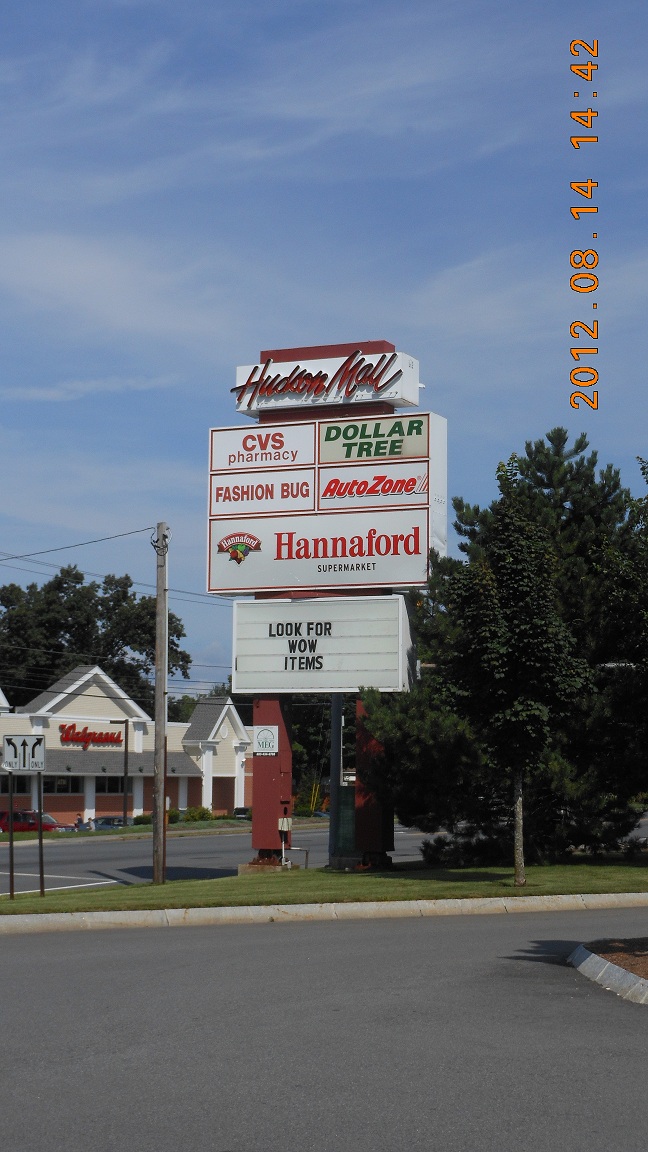 2012.08.14 14:42
Hudson Mall
CVS
pharmacy
DOLLAR
TREE
FASHION BUG
AutoZone
Hannaford
Hannaford
SUPERMARKET
LOOK FOR
WOW
ITEMS
Walgreens
MEG
ONLY ONLY